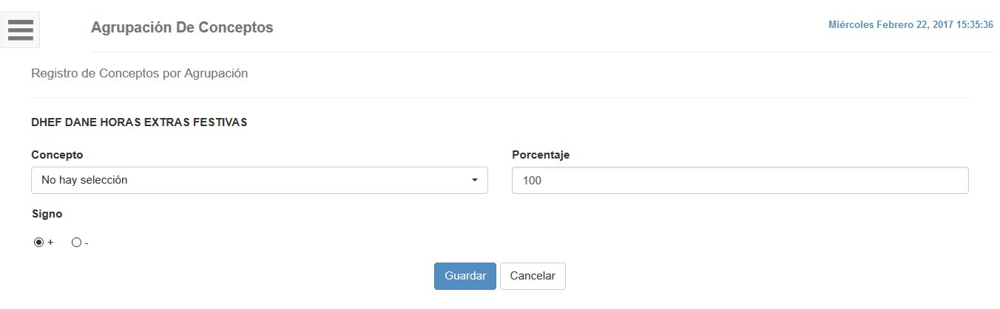 Agrupación De Conceptos
Miércoles Febrero 22, 2017 15:35:36
Registro de Conceptos por Agrupación
DHEF DANE HORAS EXTRAS FESTIVAS
Concepto
Porcentaje
No hay selección
100
Signo
+ -
Guardar Cancelar